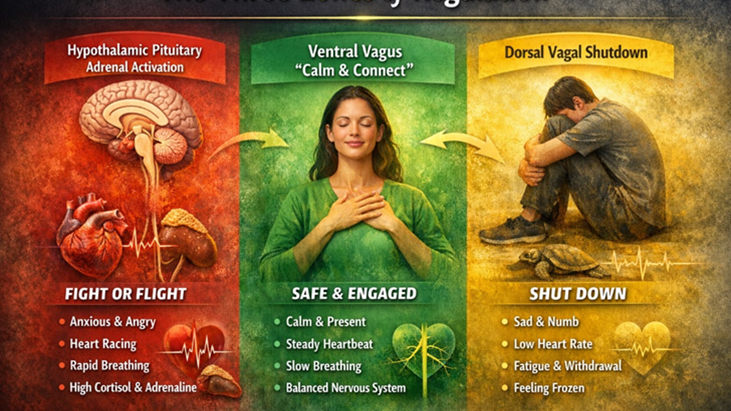 Hypothalamic Pituitary
Adrenal Activation
FIGHT OR FLIGHT
• Anxious & Angry
• Heart Racing
• Rapid Breathing
• High Cortisol & Adrenaline
Ventral Vagus
"Calm & Connect"
SAFE & ENGAGED
• Calm & Present
• Steady Heartbeat
• Slow Breathing
• Balanced Nervous System
Dorsal Vagal Shutdown
SHUT DOWN
• Sad & Numb
• Low Heart Rate
• Fatigue & Withdrawal
• Feeling Frozen